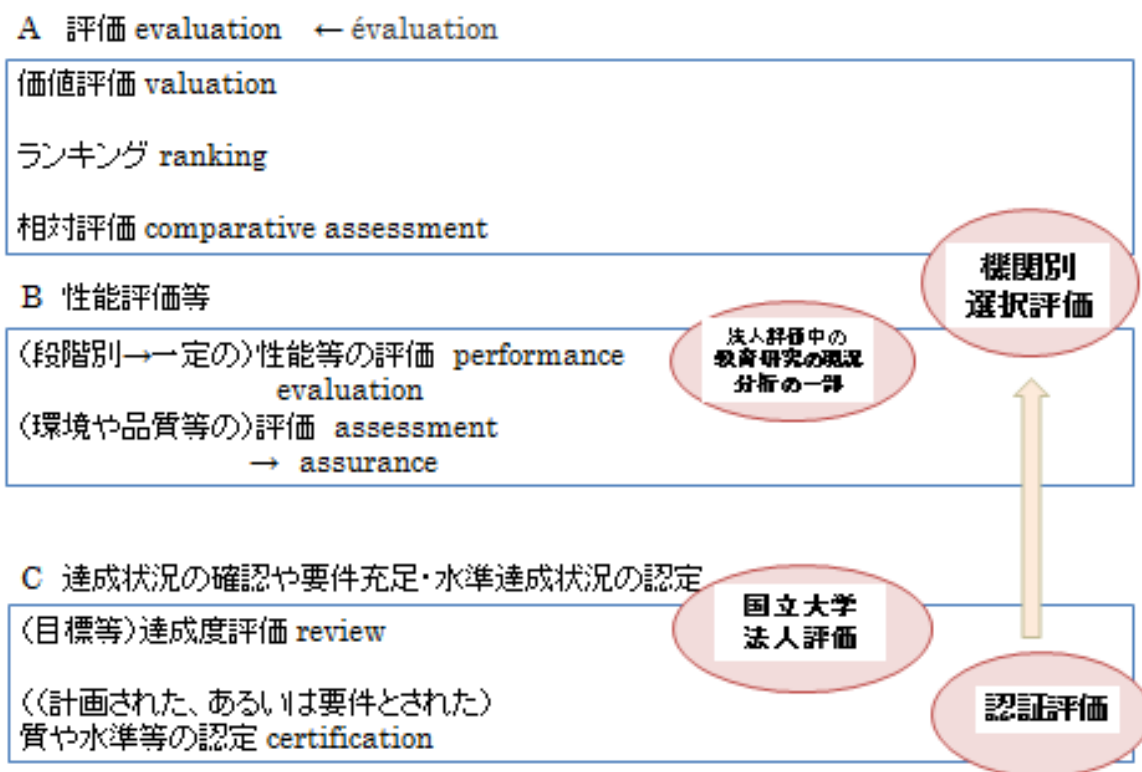 A 評価 evaluation ← évaluation
価値評価 valuation
ランキング ranking
相対評価 comparative assessment
機関別
選択評価
B 性能評価等
(段階別→一定の)性能等の評価 performance
evaluation
(環境や品質等の)評価 assessment
→ assurance
法人評価中の
教育研究の現況
分析の一部
C 達成状況の確認や要件充足・水準達成状況の認定
(目標等)達成度評価 review
((計画された、あるいは要件とされた)
質や水準等の認定 certification
国立大学
法人評価
認証評価